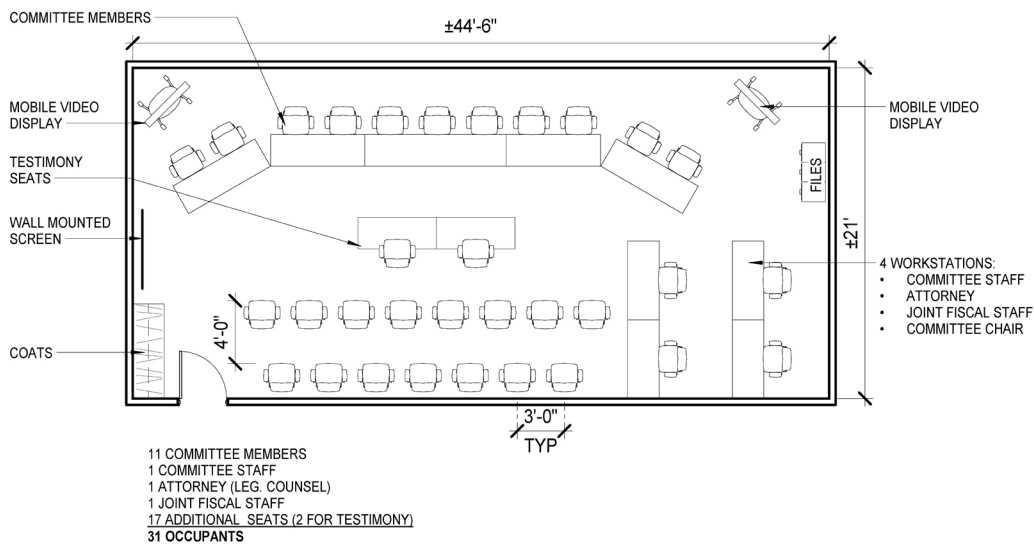 COMMITTEE MEMBERS
±44'-6"
MOBILE VIDEO
DISPLAY
MOBILE VIDEO
DISPLAY
TESTIMONY
SEATS
FILES
WALL MOUNTED
SCREEN
±21'
4 WORKSTATIONS:
• COMMITTEE STAFF
• ATTORNEY
• JOINT FISCAL STAFF
• COMMITTEE CHAIR
4'-0"
COATS
3'-0"
TYP
11 COMMITTEE MEMBERS
1 COMMITTEE STAFF
1 ATTORNEY (LEG. COUNSEL)
1 JOINT FISCAL STAFF
17 ADDITIONAL SEATS (2 FOR TESTIMONY)
31 OCCUPANTS